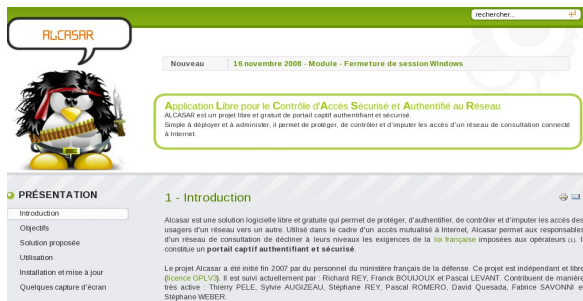 rechercher...
ALCASAR
Nouveau
16 novembre 2008 - Module - Fermeture de session Windows
Application Libre pour le Contrôle d'Accès Sécurisé et Authentifié au Réseau
ALCASAR est un projet libre et gratuit de portail captif authentifiant et sécurisé.
Simple à déployer et à administrer, il permet de protéger, de contrôler et d'imputer les accès d'un réseau de consultation connecté
à Internet.
PRÉSENTATION
Introduction
Objectifs
Solution proposée
Utilisation
Installation et mise à jour
Quelques capture d'écran
1 - Introduction
Alcasar est une solution logicielle libre et gratuite qui permet de protéger, d'authentifier, de contrôler et d'imputer les accès des
usagers d'un réseau vers un autre. Utilisé dans le cadre d'un accès mutualisé à Internet, Alcasar permet aux responsables
d'un réseau de consultation de décliner à leurs niveaux les exigences de la loi française imposées aux opérateurs (1). I
constitue un portail captif authentifiant et sécurisé.
Le projet Alcasar a été initié fin 2007 par du personnel du ministère français de la défense. Ce projet est indépendant et libre
(licence GPLV3). Il est suivi actuellement par : Richard REY, Franck BOUIJOUX et Pascal LEVANT. Contribuent de manière
très active : Thierry PELE, Sylvie AUGIZEAU, Stéphane REY, Pascal ROMERO, David Quesada, Fabrice SAVONNI e
Stéphane WEBER.